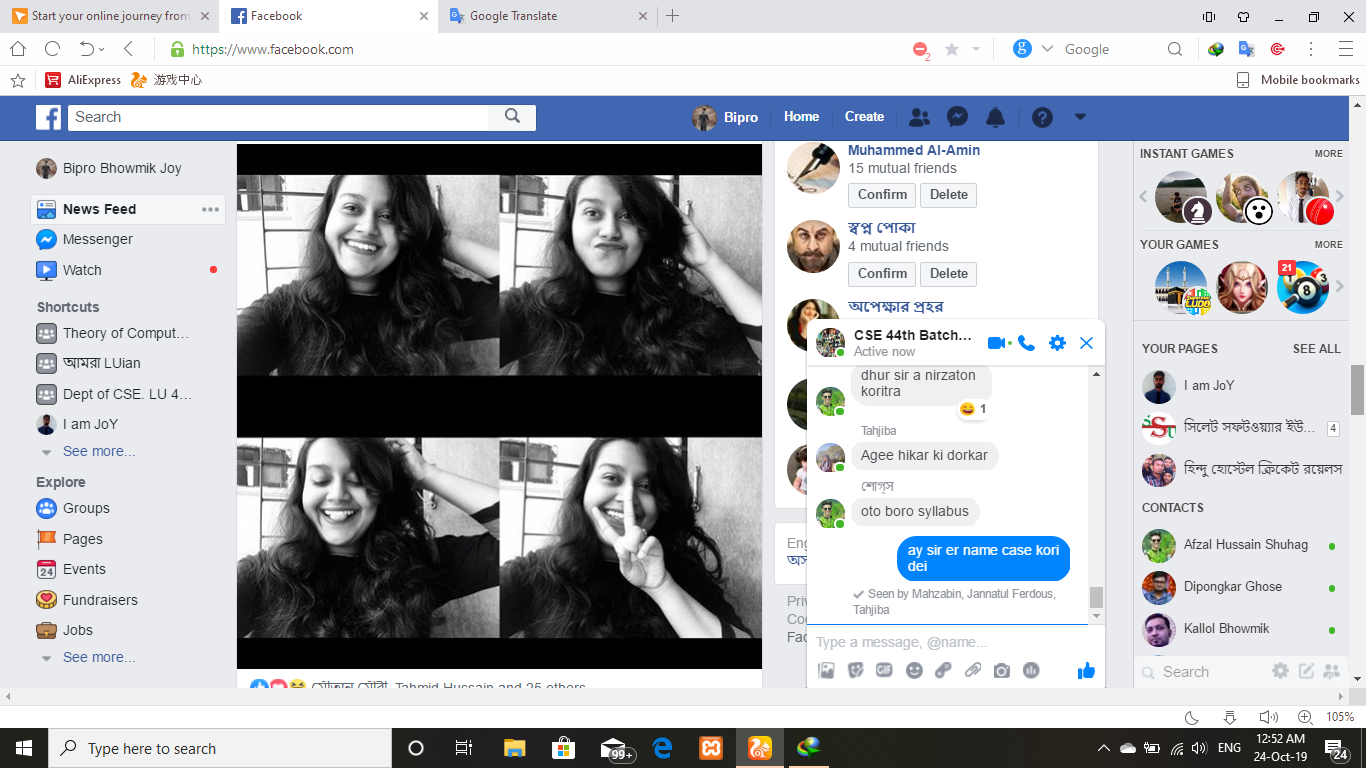 Start your online journey from
Facebook
Google Translate
https://www.facebook.com
2
Google
AliExpress
游戏中心
Mobile bookmarks
Search
Bipro
Home
Create
Bipro Bhowmik Joy
News Feed
Messenger
Watch
Shortcuts
Theory of Comput...
আমরা LUian
Dept of CSE. LU 4...
I am JoY
See more...
Explore
Groups
Pages
Events
24
Fundraisers
Jobs
See more...
Tahmid Hussain and 25 others
Muhammed Al-Amin
15 mutual friends
Confirm
Delete
স্বপ্ন পোকা
4 mutual friends
Confirm
Delete
অপেক্ষার প্রহর
CSE 44th Batch...
Active now
dhur sir a nirzaton
koritra
1
Tahjiba
Agee hikar ki dorkar
শোগ্স
oto boro syllabus
ay sir er name case kori
dei
Seen by Mahzabin, Jannatul Ferdous,
Tahjiba
Type a message, @name...
GIF
INSTANT GAMES
MORE
YOUR GAMES
MORE
LUDO
21
8
YOUR PAGES
SEE ALL
I am JoY
সিলেট সফটওয়্যার ইউ...
4
হিন্দু হোস্টেল ক্রিকেট রয়েলস
CONTACTS
Afzal Hussain Shuhag
Dipongkar Ghose
Kallol Bhowmik
Search
105%
Type here to search
99+
ENG
12:52 AM
24-Oct-19
24